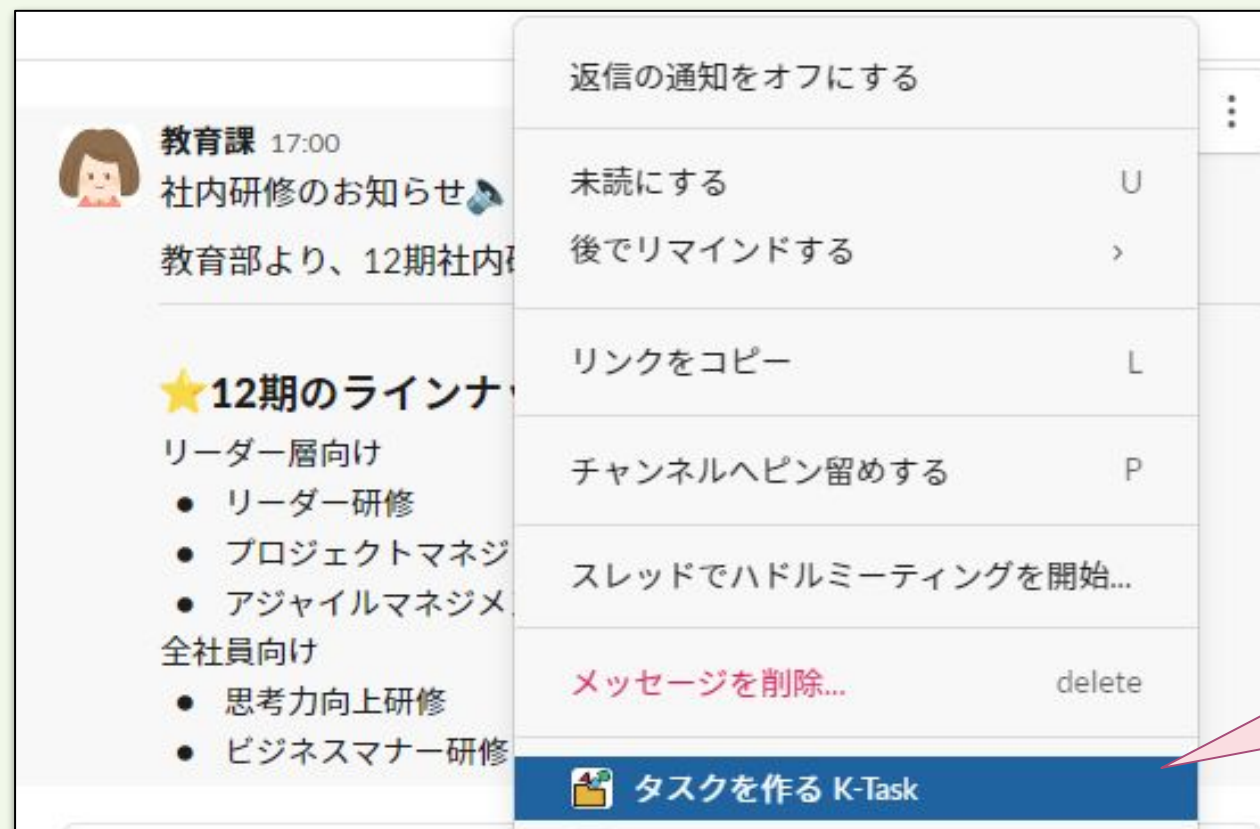 教育課 17:00
社内研修のお知らせ
教育部より、12期社内
12期のラインナッ
リーダー層向け
リーダー研修
プロジェクトマネジ
アジャイルマネジメ
全社員向け
思考力向上研修
ビジネスマナー研修
返信の通知をオフにする
未読にする U
後でリマインドする >
リンクをコピー L
チャンネルへピン留めする P
スレッドでハドルミーティングを開始...
メッセージを削除... delete
タスクを作る K-Task